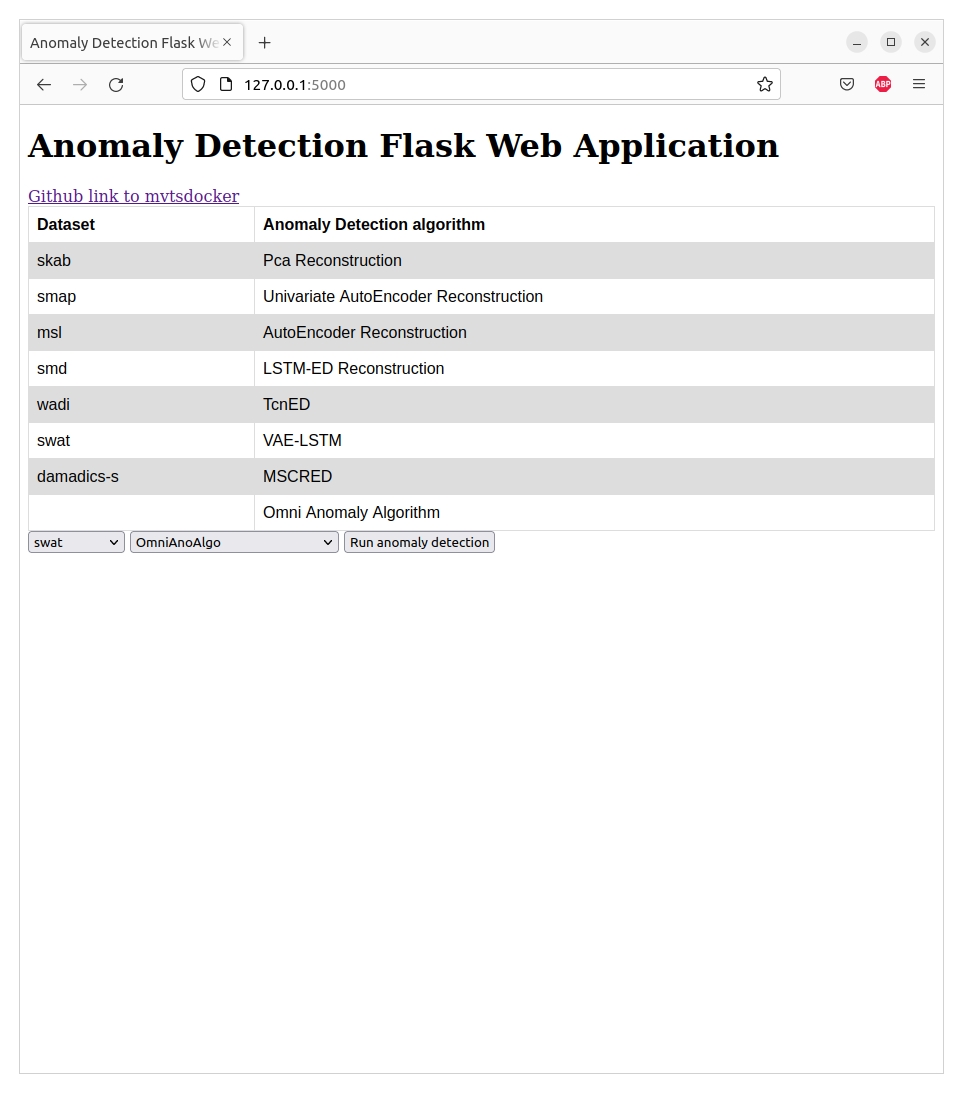 Anomaly Detection Flask We
127.0.0.1:5000
ABP
Anomaly Detection Flask Web Application
Github link to mvtsdocker
Dataset Anomaly Detection algorithm
skab Pca Reconstruction
smap Univariate AutoEncoder Reconstruction
msl AutoEncoder Reconstruction
smd LSTM-ED Reconstruction
wadi TcnED
swat VAE-LSTM
damadics-s MSCRED
Omni Anomaly Algorithm
swat OmniAnoAlgo Run anomaly detection